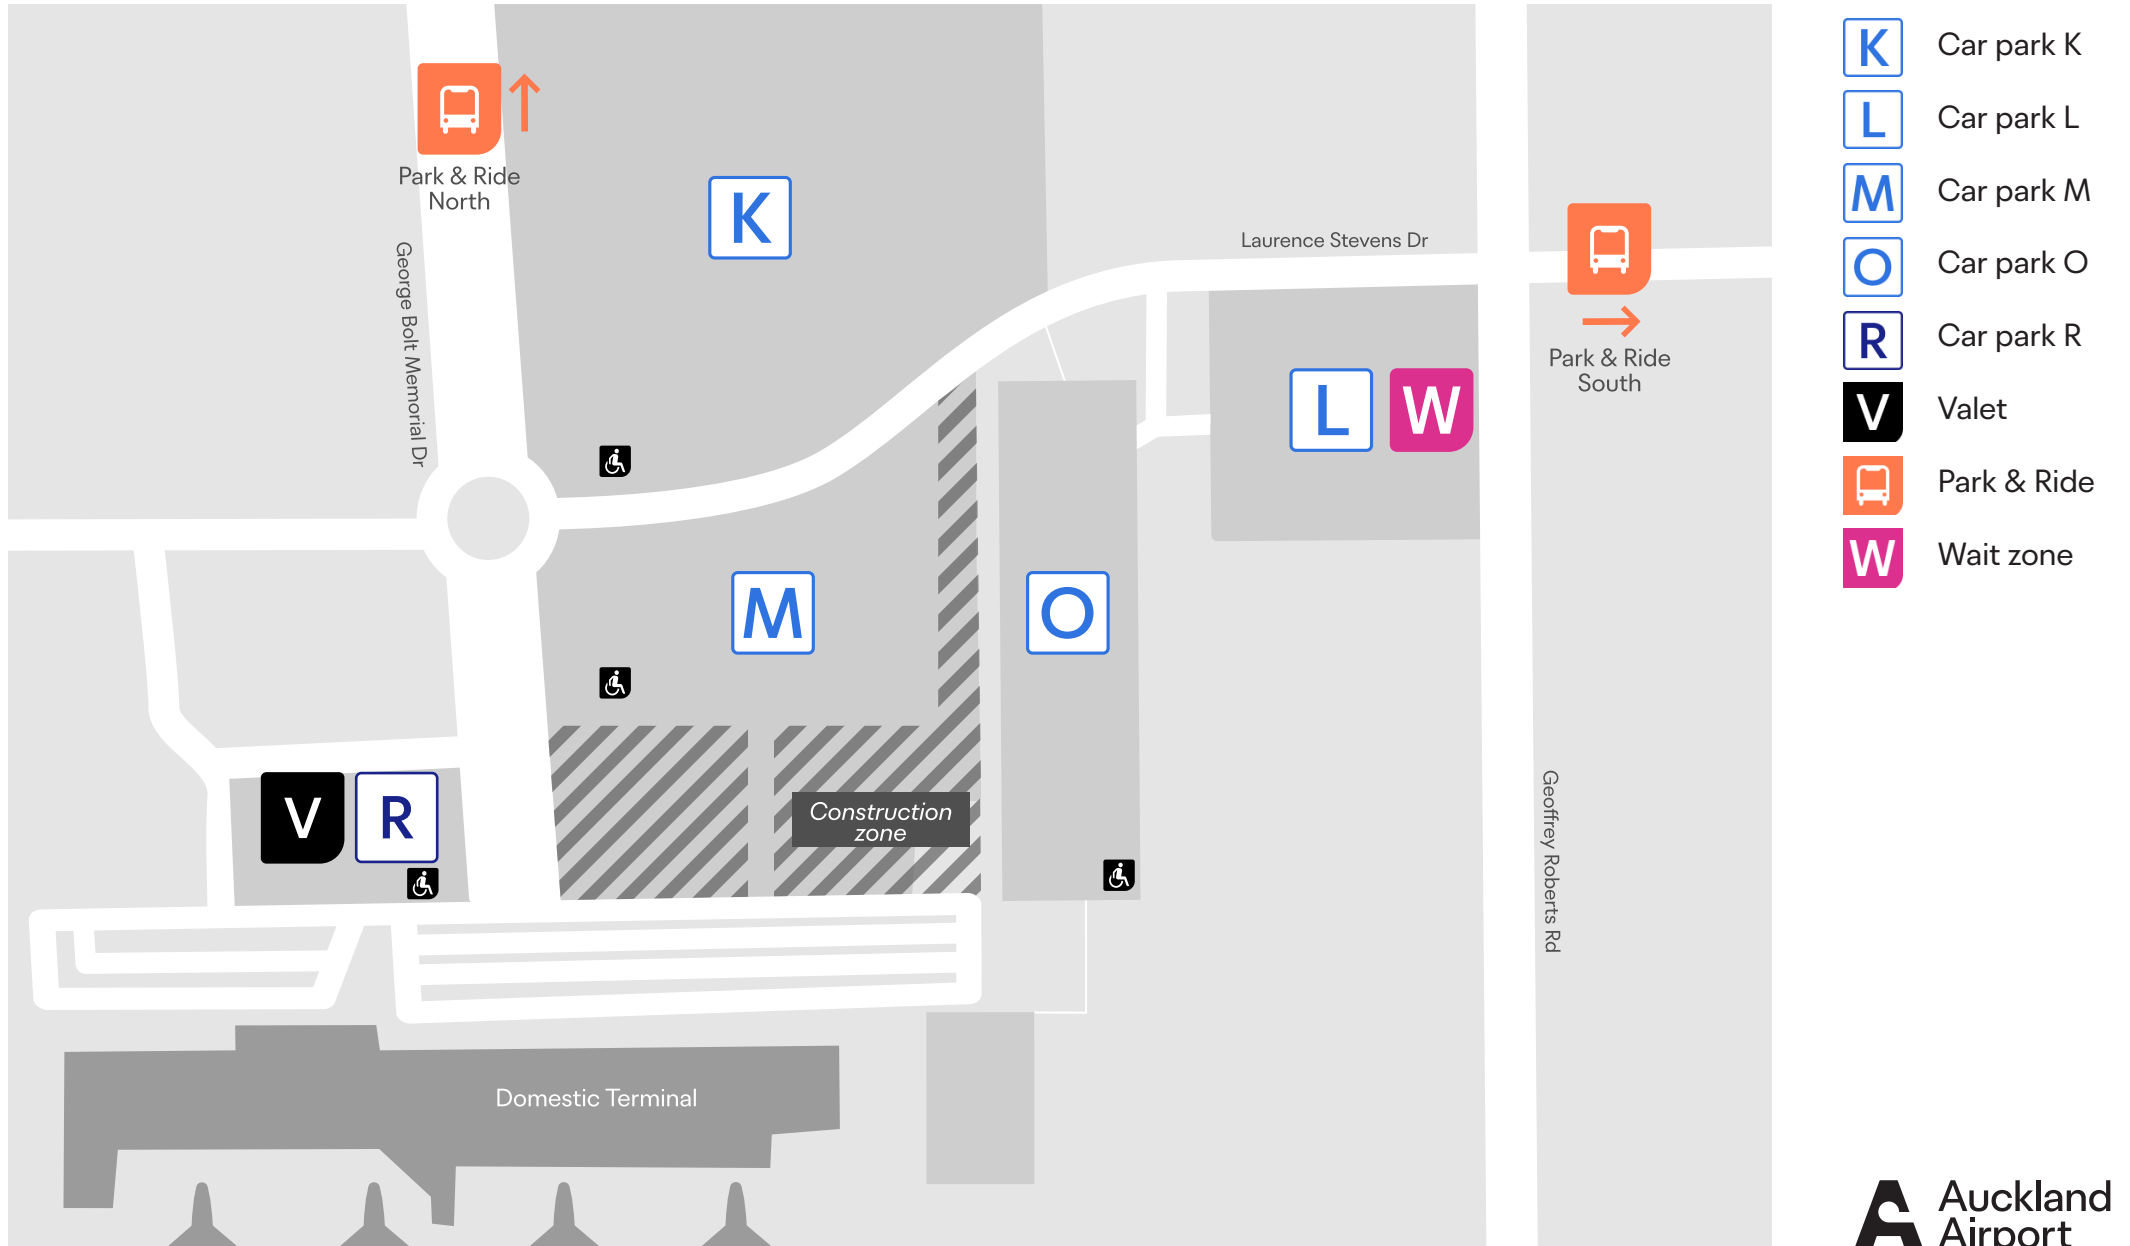 Park & Ride
North
George Bolt Memorial Dr
K
Laurence Stevens Dr
Park & Ride
South
L
W
M
O
V
R
Construction
zone
Geoffrey Roberts Rd
Domestic Terminal
K Car park K
L Car park L
M Car park M
O Car park O
R Car park R
V Valet
Park & Ride
W Wait zone
Auckland
Airport